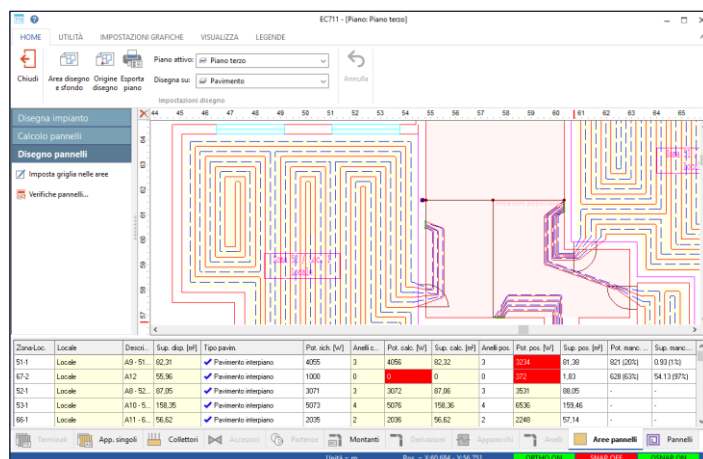 EC711 - [Piano: Piano terzo]
HOME UTILITÀ IMPOSTAZIONI GRAFICHE VISUALIZZA LEGENDE
Chiudi
Area disegno e sfondo
Origine disegno
Esporta piano
Piano attivo: Piano terzo
Disegna su: Pavimento
Impostazioni disegno
Annulla
Disegna impianto
Calcolo pannelli
Disegno pannelli
Imposta griglia nelle aree
Verifiche pannelli...
44 45 46 47 48 49 50 51 52 53 54 55 56 57 58 59 60 61 62 63 64 65
64
63
62
61
60
59
58
57
Locale
Zona-Loc. Locale Descri... Sup. disp. [m²] Tipo pavim. Pot. rich. [W] Anelli c... Pot. calc. [W] Sup. calc. [m²] Anelli pos. Pot. pos. [W] Sup. pos. [m²] Pot. manc. ... Sup. manc...
51-1 Locale A9 - 51... 82,31 Pavimento interpiano 4055 3 4056 82,32 3 3234 81,38 821 (20%) 0.93 (1%)
67-2 Locale A12 55,96 Pavimento interpiano 1000 0 0 0 0 372 1,83 628 (63%) 54.13 (97%)
52-1 Locale A8 - 52... 87,05 Pavimento interpiano 3071 3 3072 87,06 3 3531 88,05 - -
53-1 Locale A10 - 5... 158,35 Pavimento interpiano 5073 4 5076 158,36 4 6536 159,46 - -
66-1 Locale A11 - 6... 56,62 Pavimento interpiano 2035 2 2036 56,62 2 2248 57,14 - -
Terminali App. singoli Collettori Accessori Partenze Montanti Derivazioni Apparecchi Anelli Aree pannelli Pannelli
Unità = m Pos. = X:60.684 - Y:56.751 ORTHO ON SNAP OFF OSNAP ON